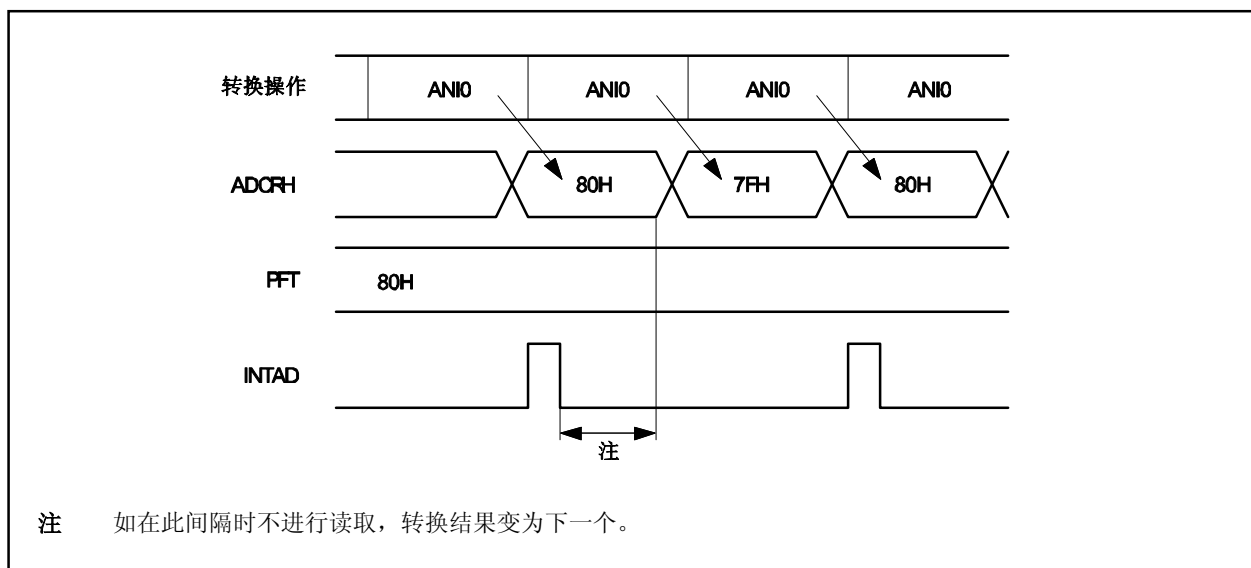 转换操作 ANI0 ANI0 ANI0 ANI0
ADCRH 80H 7FH 80H
PFT 80H
INTAD
注
注 如在此间隔时不进行读取，转换结果变为下一个。